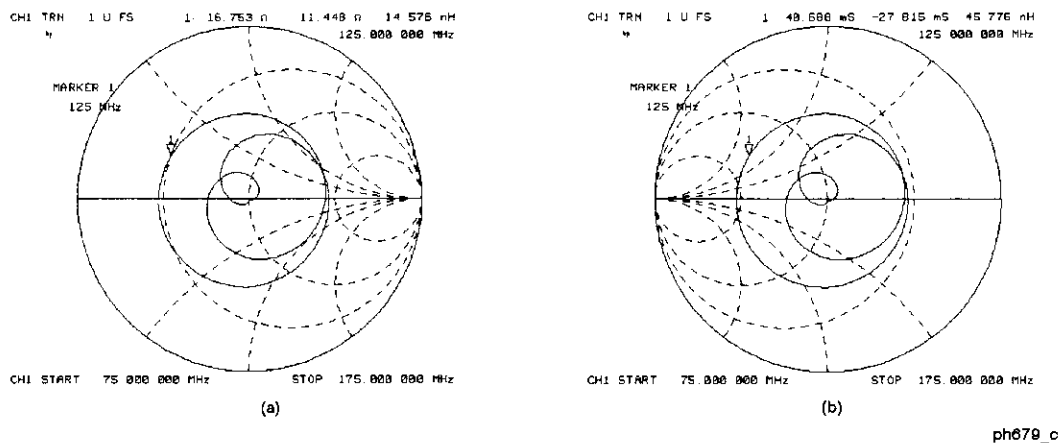 CH1 TRN 1 U FS 1: 16.753 Ω 11.448 Ω 14.576 nH
125.000 000 MHz
MARKER 1
125 MHz
1
CH1 START 75 000 000 MHz STOP 175.000 000 MHz
(a)
CH1 TRN 1 U FS 1 40.688 mS -27 815 mS 45.776 nH
125 000 000 MHz
MARKER 1
125 MHz
1
CH1 START 75.000 000 MHz STOP 175.000 000 MHz
(b)
ph679_c